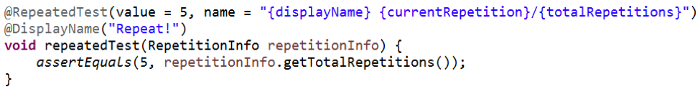 @RepeatedTest(value = 5, name = "{displayName} {currentRepetition}/{totalRepetitions}")
@DisplayName("Repeat!")
void repeatedTest(RepetitionInfo repetitionInfo) {
    assertEquals(5, repetitionInfo.getTotalRepetitions());
}